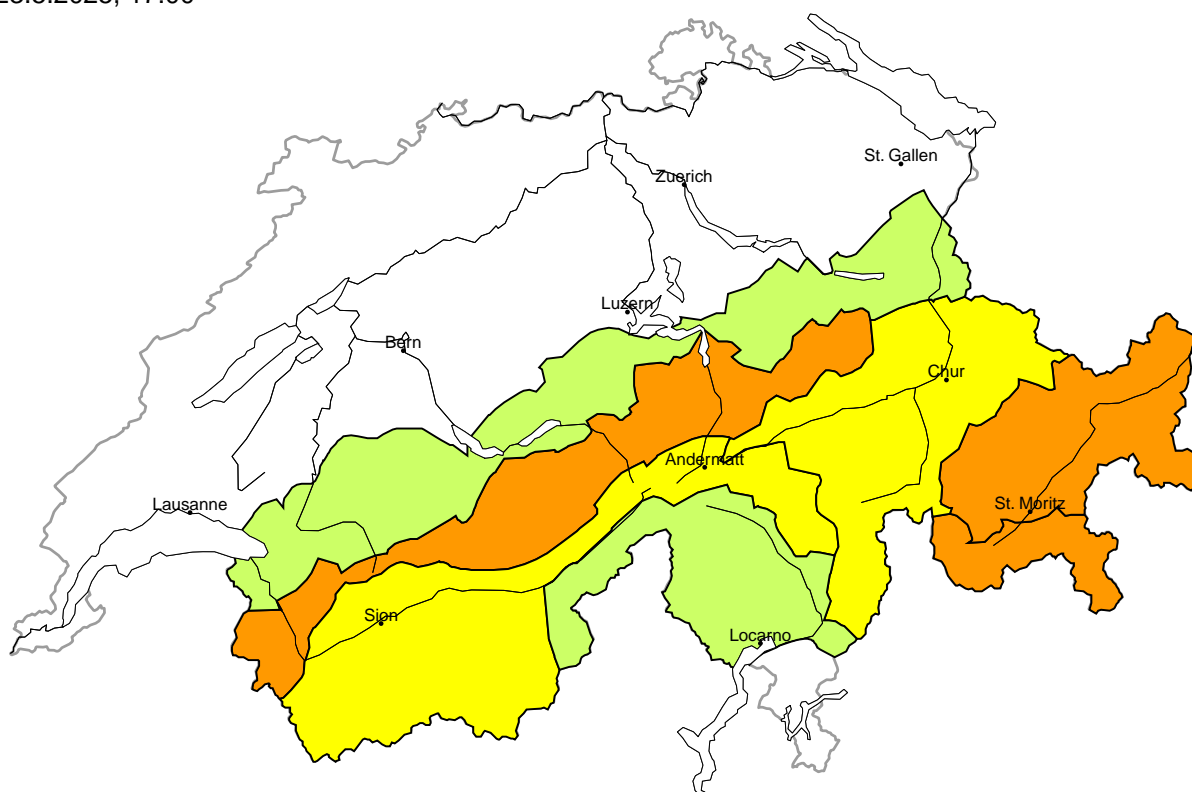 St. Gallen
Zuerich
Luzern
Bern
Chur
Andermatt
Lausanne
St. Moritz
Sion
Locarno